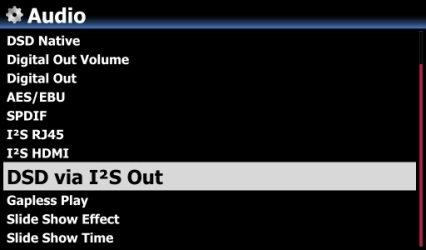 Audio
DSD Native
Digital Out Volume
Digital Out
AES/EBU
SPDIF
I²S RJ45
I²S HDMI
DSD via I²S Out
Gapless Play
Slide Show Effect
Slide Show Time